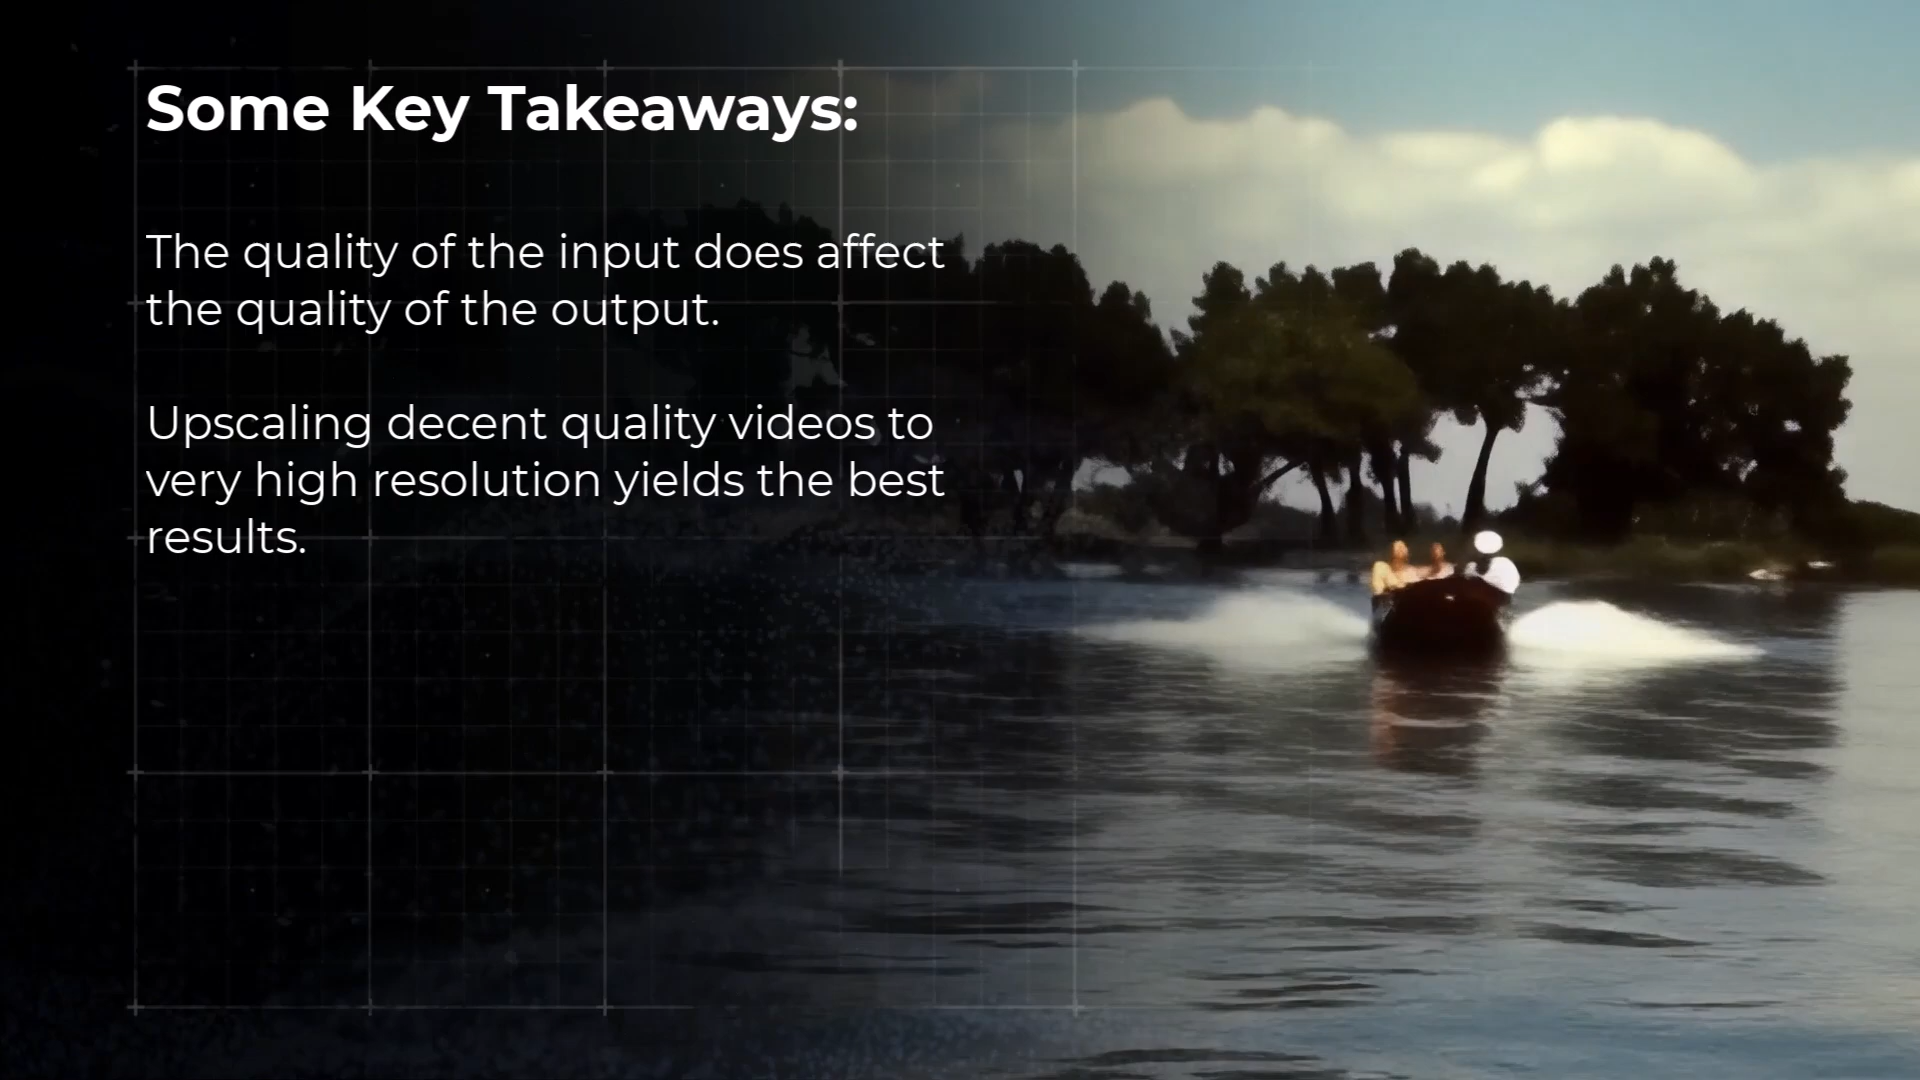 Some Key Takeaways:
The quality of the input does affect
the quality of the output.
Upscaling decent quality videos to
very high resolution yields the best
results.